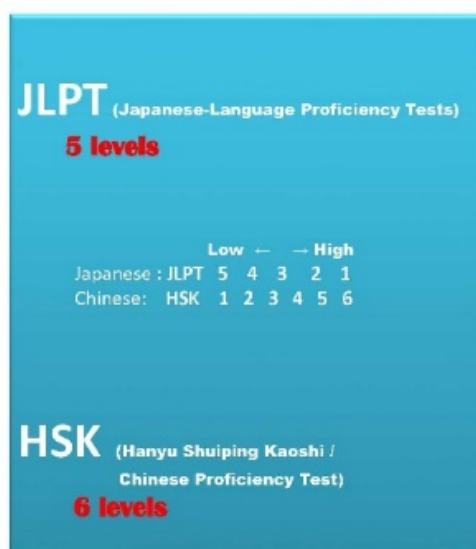 JLPT (Japanese-Language Proficiency Tests)
5 levels
Low ← → High
Japanese : JLPT 5 4 3 2 1
Chinese: HSK 1 2 3 4 5 6
HSK (Hanyu Shuiping Kaoshi /
Chinese Proficiency Test)
6 levels